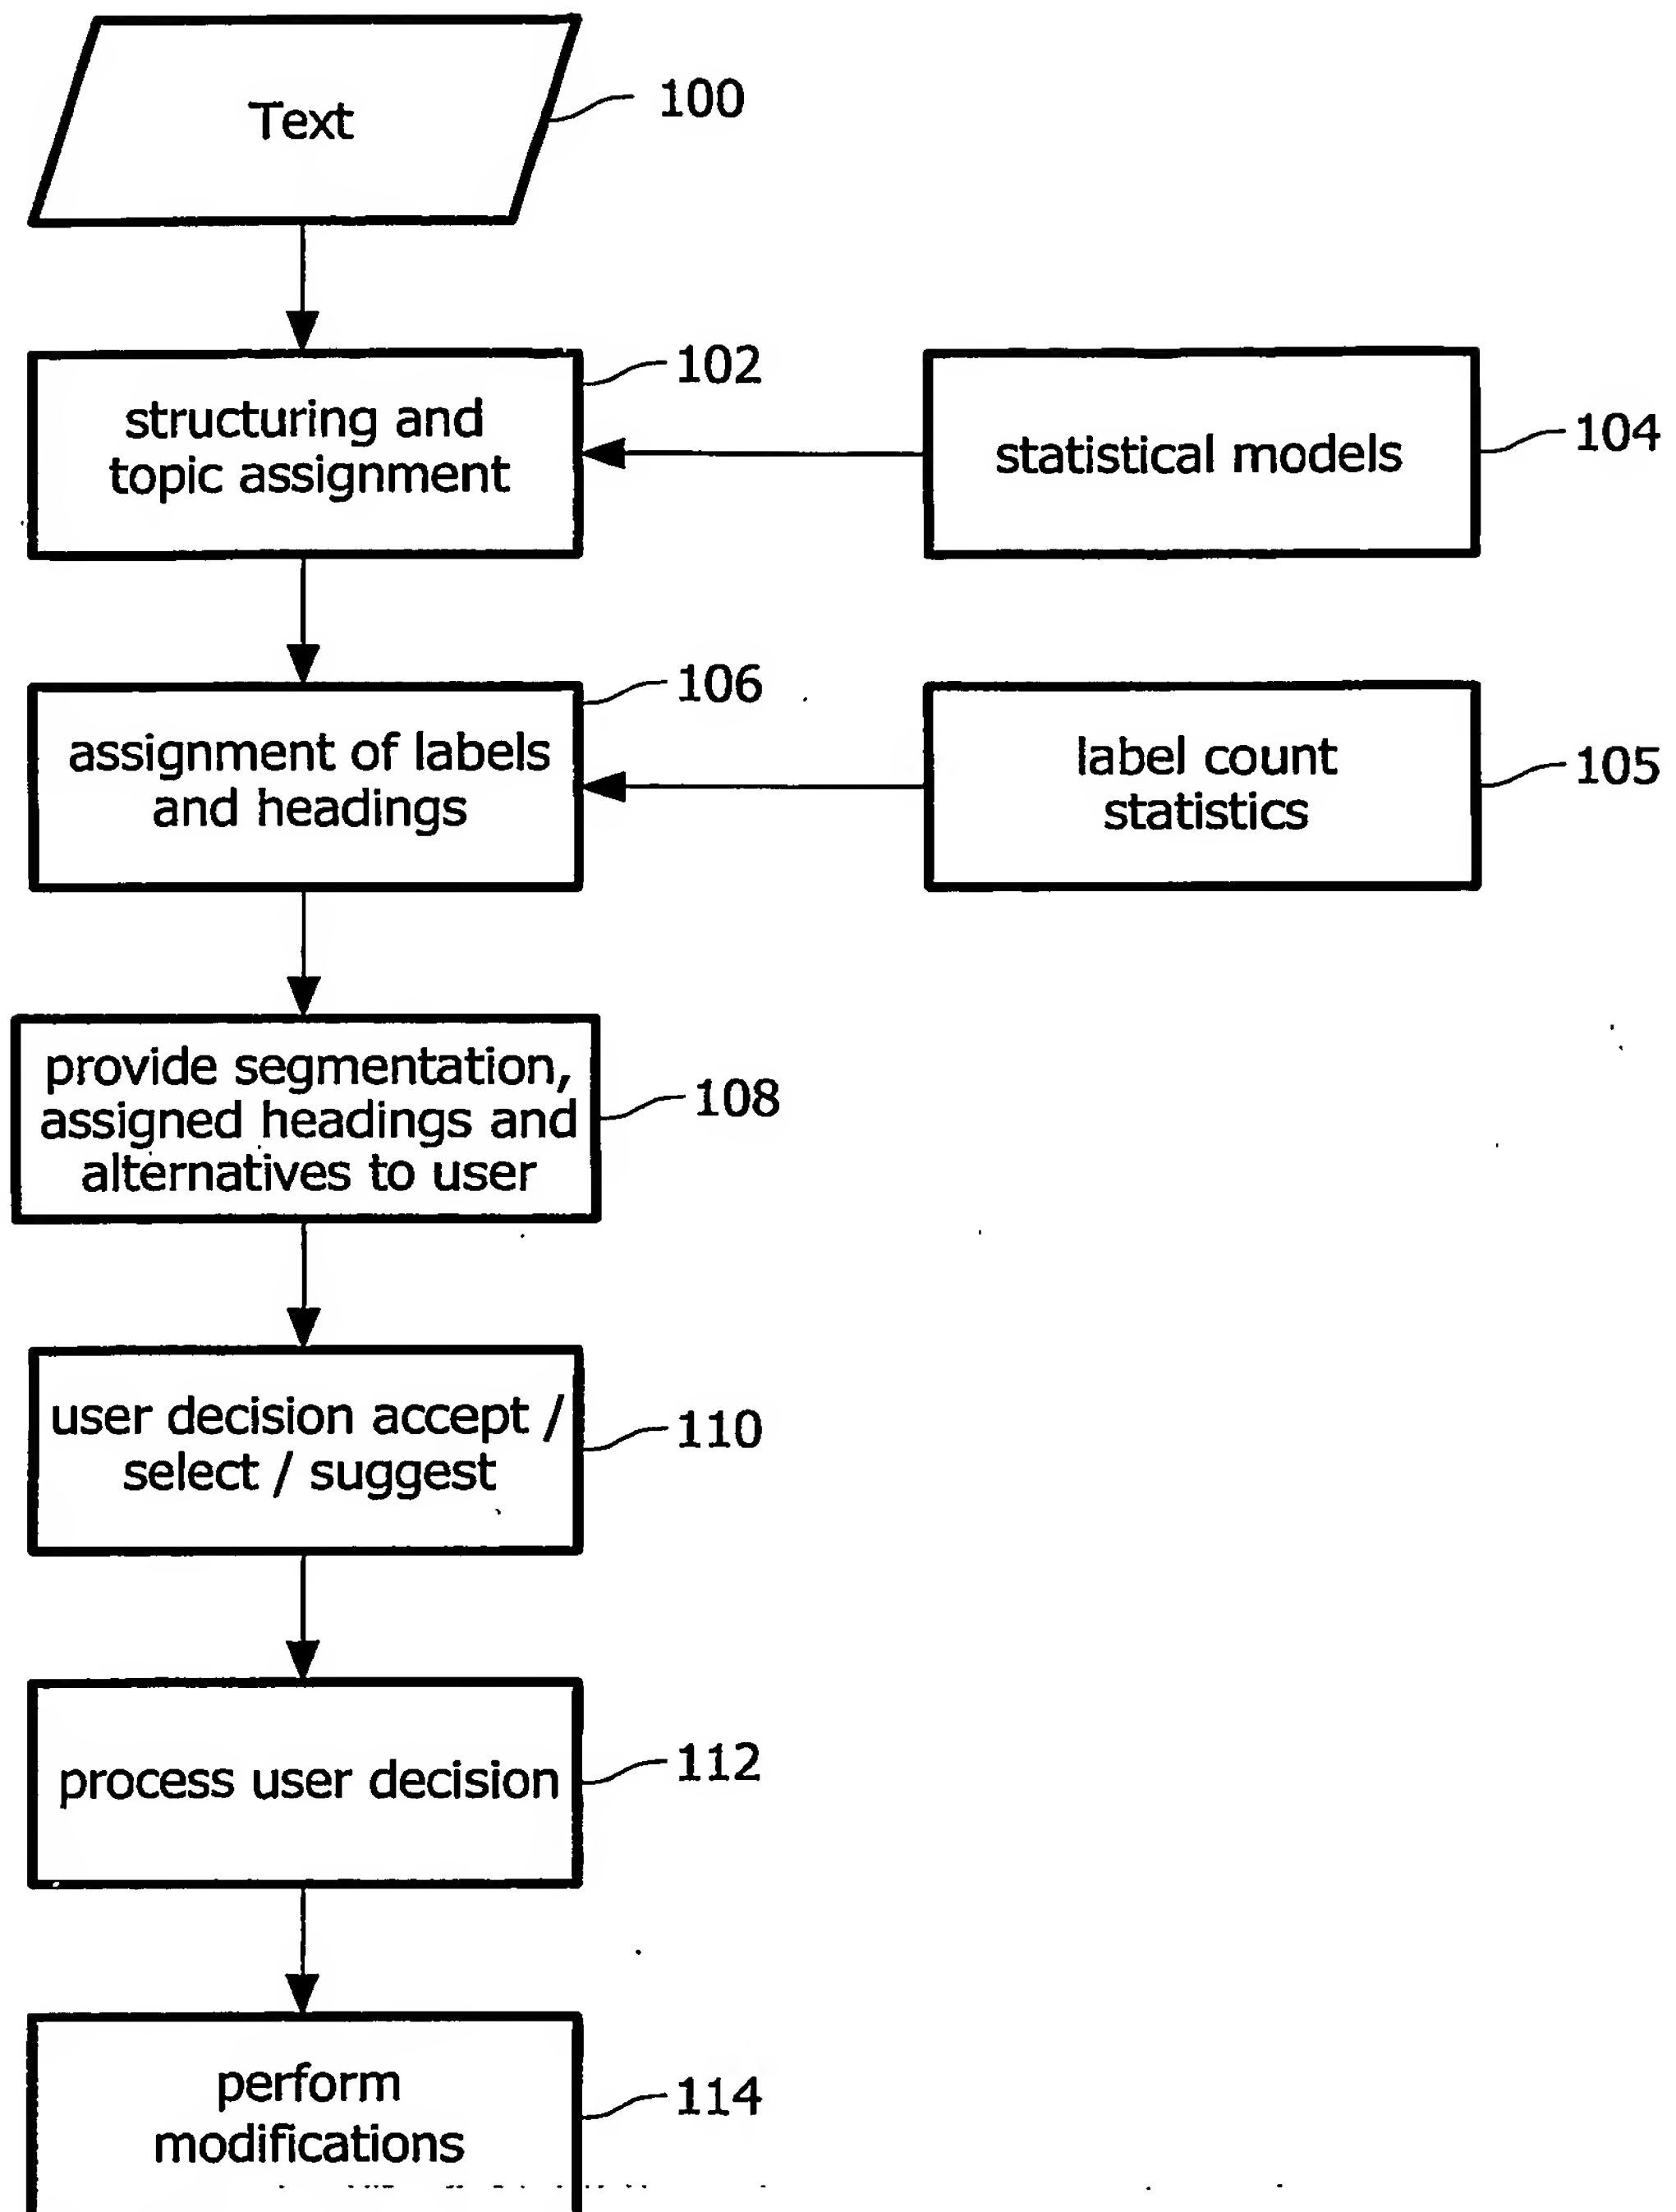 Text
100
structuring and
topic assignment
102
statistical models
104
assignment of labels
and headings
106
label count
statistics
105
provide segmentation,
assigned headings and
alternatives to user
108
user decision accept /
select / suggest
110
process user decision
112
perform
modifications
114